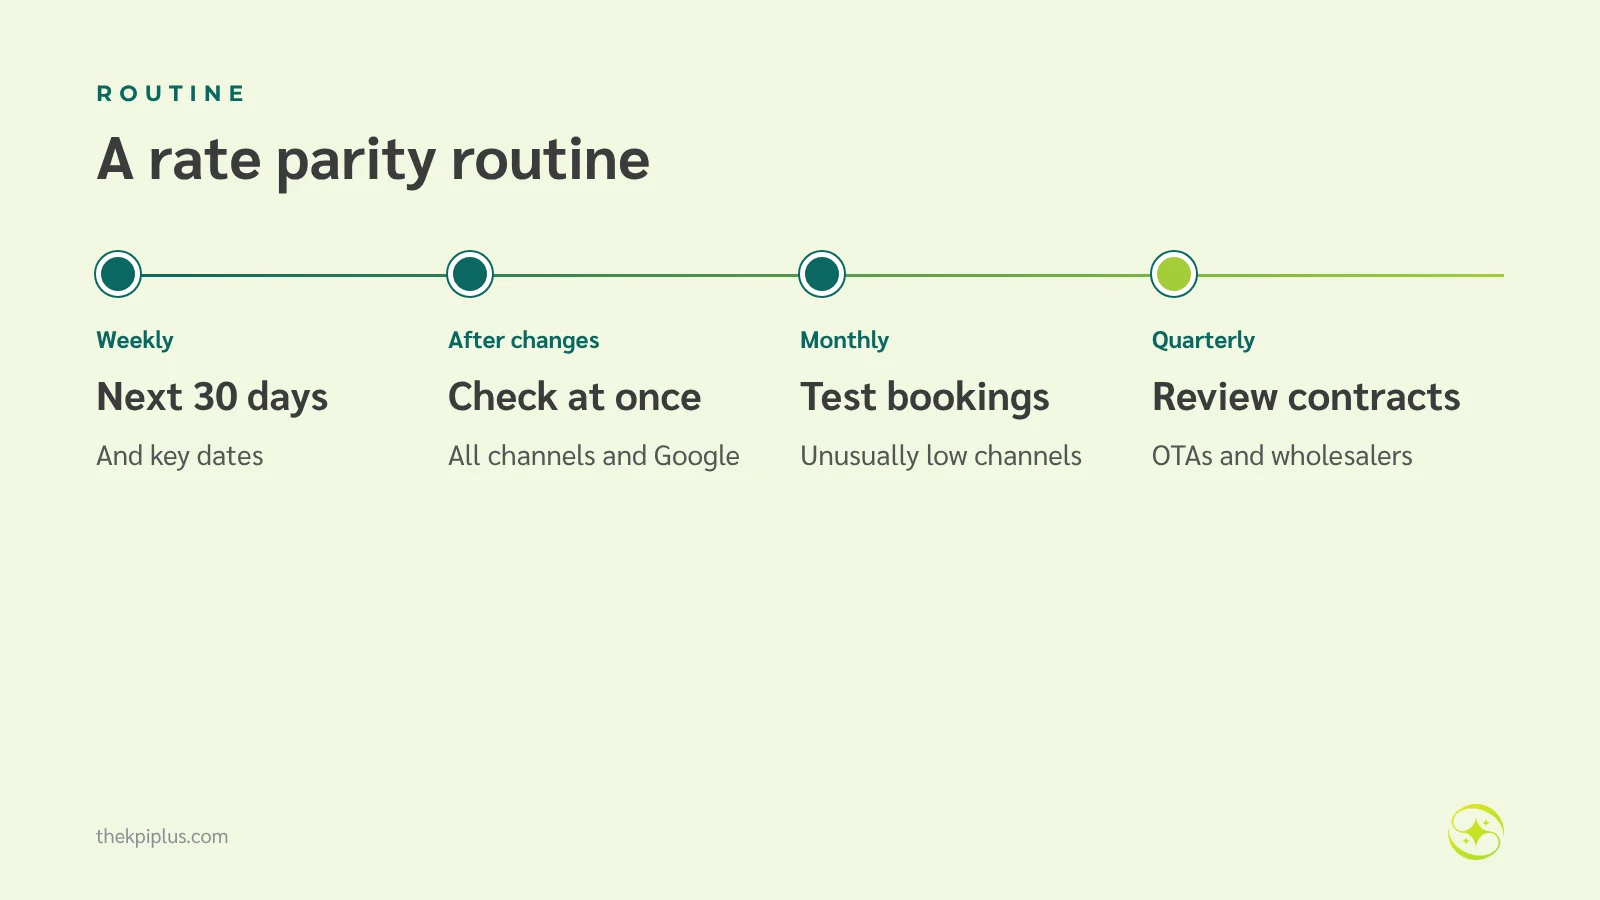 ROUTINE
A rate parity routine
Weekly
Next 30 days
And key dates
After changes
Check at once
All channels and Google
Monthly
Test bookings
Unusually low channels
Quarterly
Review contracts
OTAs and wholesalers
thekpiplus.com